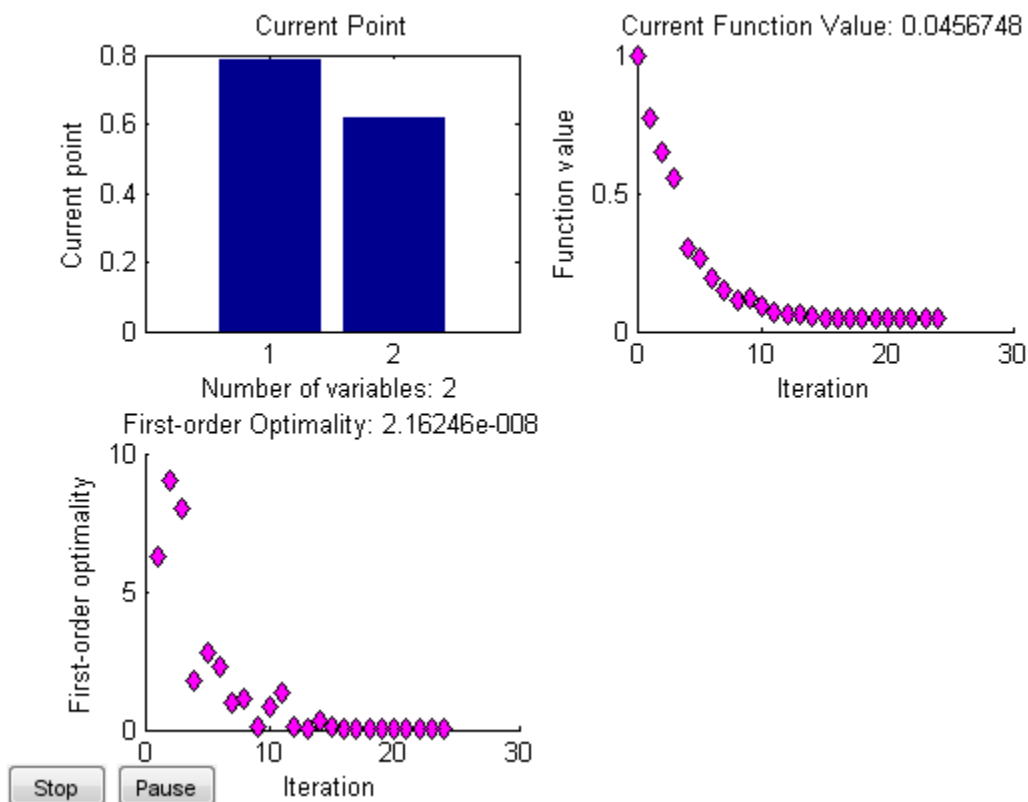 Current Point
Current point
0.8
0.6
0.4
0.2
0
1 2
Number of variables: 2
Current Function Value: 0.0456748
Function value
1
0.5
0
0 10 20 30
Iteration
First-order Optimality: 2.16246e-008
First-order optimality
10
5
0
0 10 20 30
Iteration
Stop Pause